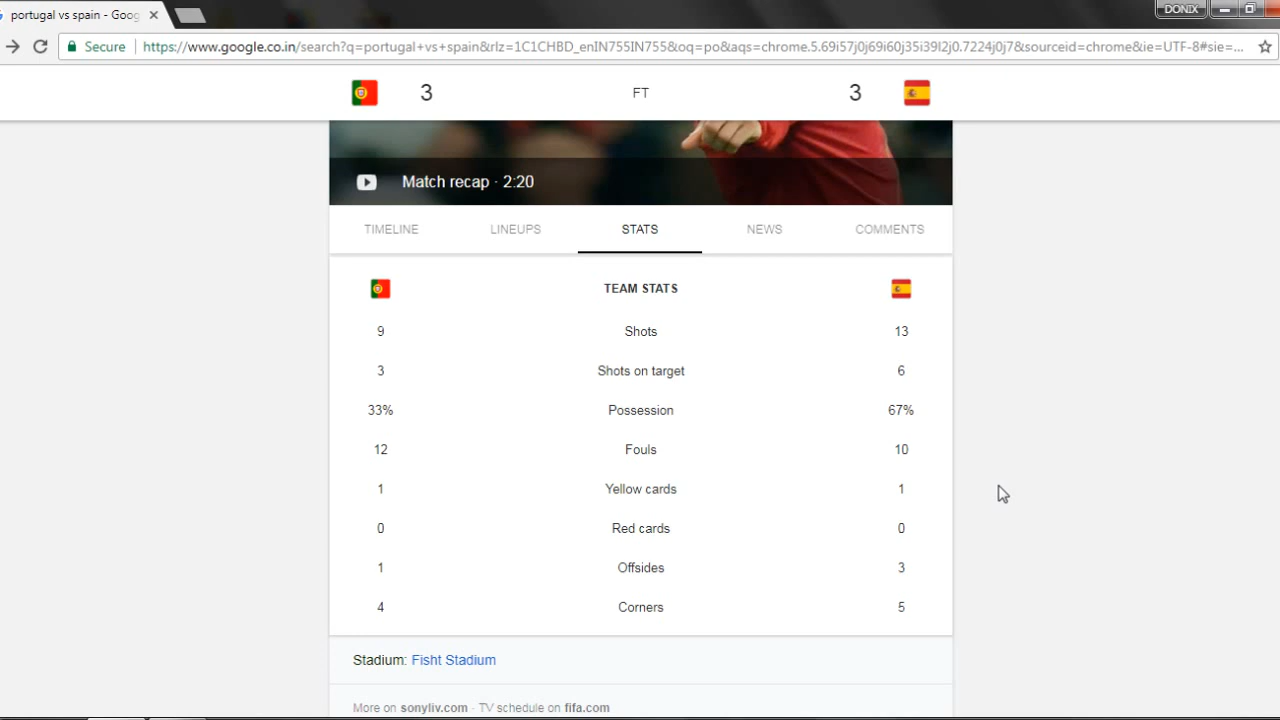 portugal vs spain - Goog
DONIX
Secure
https://www.google.co.in/search?q=portugal+vs+spain&rlz=1C1CHBD_enIN755IN755&oq=po&aqs=chrome.5.69i57j0j69i60j35i39l2j0.7224j0j7&sourceid=chrome&ie=UTF-8#sie=...
3 FT 3
Match recap · 2:20
TIMELINE LINEUPS STATS NEWS COMMENTS
TEAM STATS
9 Shots 13
3 Shots on target 6
33% Possession 67%
12 Fouls 10
1 Yellow cards 1
0 Red cards 0
1 Offsides 3
4 Corners 5
Stadium: Fisht Stadium
More on sonyliv.com · TV schedule on fifa.com